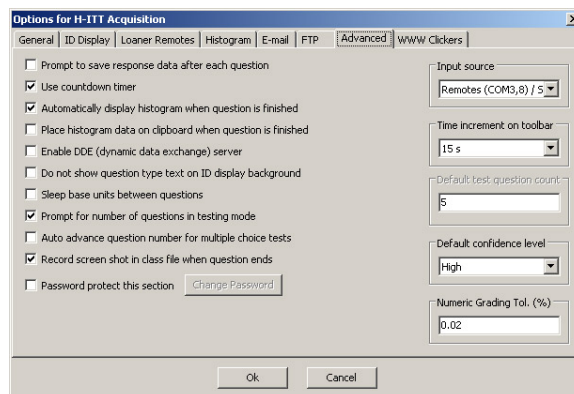 Options for H-ITT Acquisition
General ID Display Loaner Remotes Histogram E-mail FTP Advanced WWW Clickers
Prompt to save response data after each question
Use countdown timer
Automatically display histogram when question is finished
Place histogram data on clipboard when question is finished
Enable DDE (dynamic data exchange) server
Do not show question type text on ID display background
Sleep base units between questions
Prompt for number of questions in testing mode
Auto advance question number for multiple choice tests
Record screen shot in class file when question ends
Password protect this section Change Password
Input source
Remotes (COM3,8) / S
Time increment on toolbar
15 s
Default test question count
5
Default confidence level
High
Numeric Grading Tol. (%)
0.02
Ok Cancel